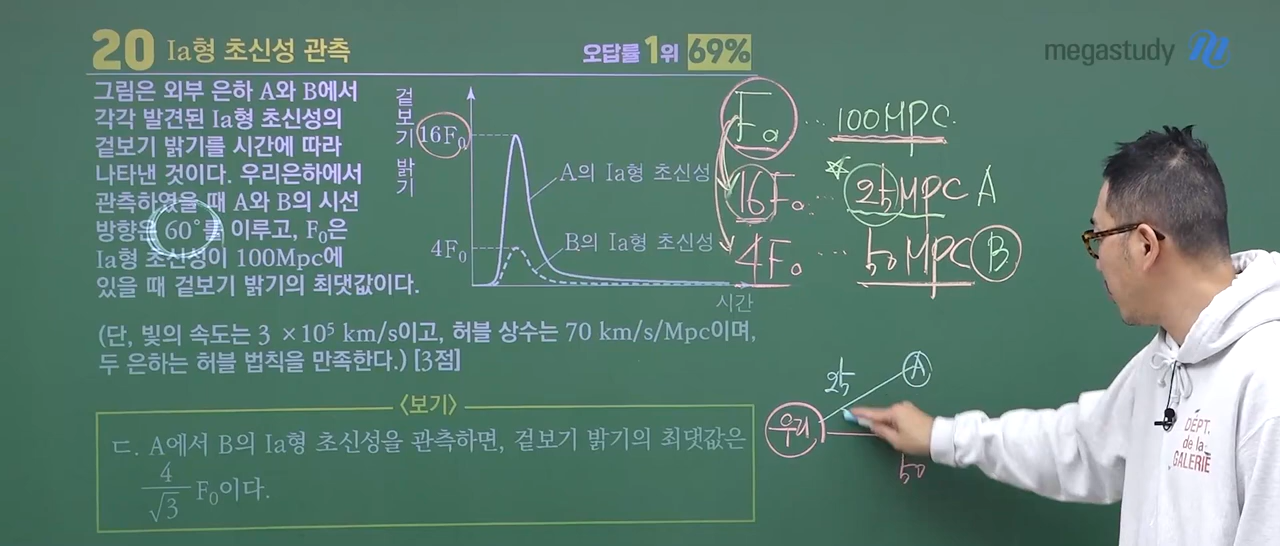 20 Ia형 초신성 관측
오답률 1위 69%
megastudy
그림은 외부 은하 A와 B에서
각각 발견된 Ia형 초신성의
겉보기 밝기를 시간에 따라
나타낸 것이다. 우리은하에서
관측하였을 때 A와 B의 시선
방향은 60°를 이루고, F₀은
Ia형 초신성이 100Mpc에
있을 때 겉보기 밝기의 최댓값이다.
겉보기 밝기
16F₀
4F₀
A의 Ia형 초신성
B의 Ia형 초신성
시간
(단, 빛의 속도는 3 ×10⁵ km/s이고, 허블 상수는 70 km/s/Mpc이며,
두 은하는 허블 법칙을 만족한다.) [3점]
〈보기〉
ㄷ. A에서 B의 Ia형 초신성을 관측하면, 겉보기 밝기의 최댓값은
4/√3 F₀이다.
F₀ … 100MPC
16F₀ … 25MPC A
4F₀ … 50MPC B
25
A
우리
50
DÉPT.
de la
GALERIE